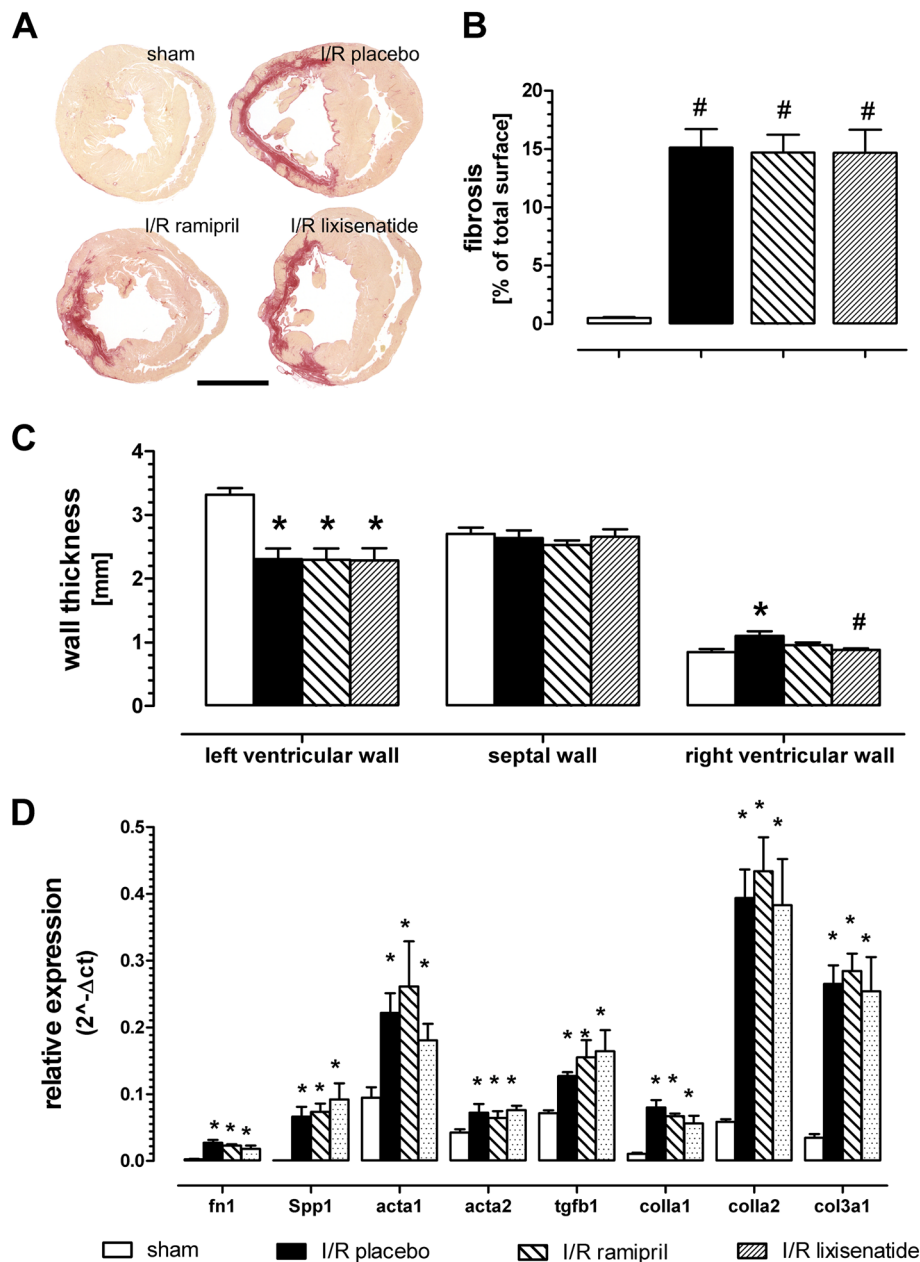 A
sham
I/R placebo
I/R ramipril
I/R lixisenatide
B
fibrosis
[% of total surface]
20
15
10
5
0
#
#
#
C
wall thickness
[mm]
4
3
2
1
0
*
*
*
*
#
left ventricular wall
septal wall
right ventricular wall
D
relative expression
(2^-Δct)
0.5
0.4
0.3
0.2
0.1
0.0
* * *
* * *
* * *
* * *
* * *
* * *
* * *
* * *
fn1
Spp1
acta1
acta2
tgfb1
colla1
colla2
col3a1
sham
I/R placebo
I/R ramipril
I/R lixisenatide